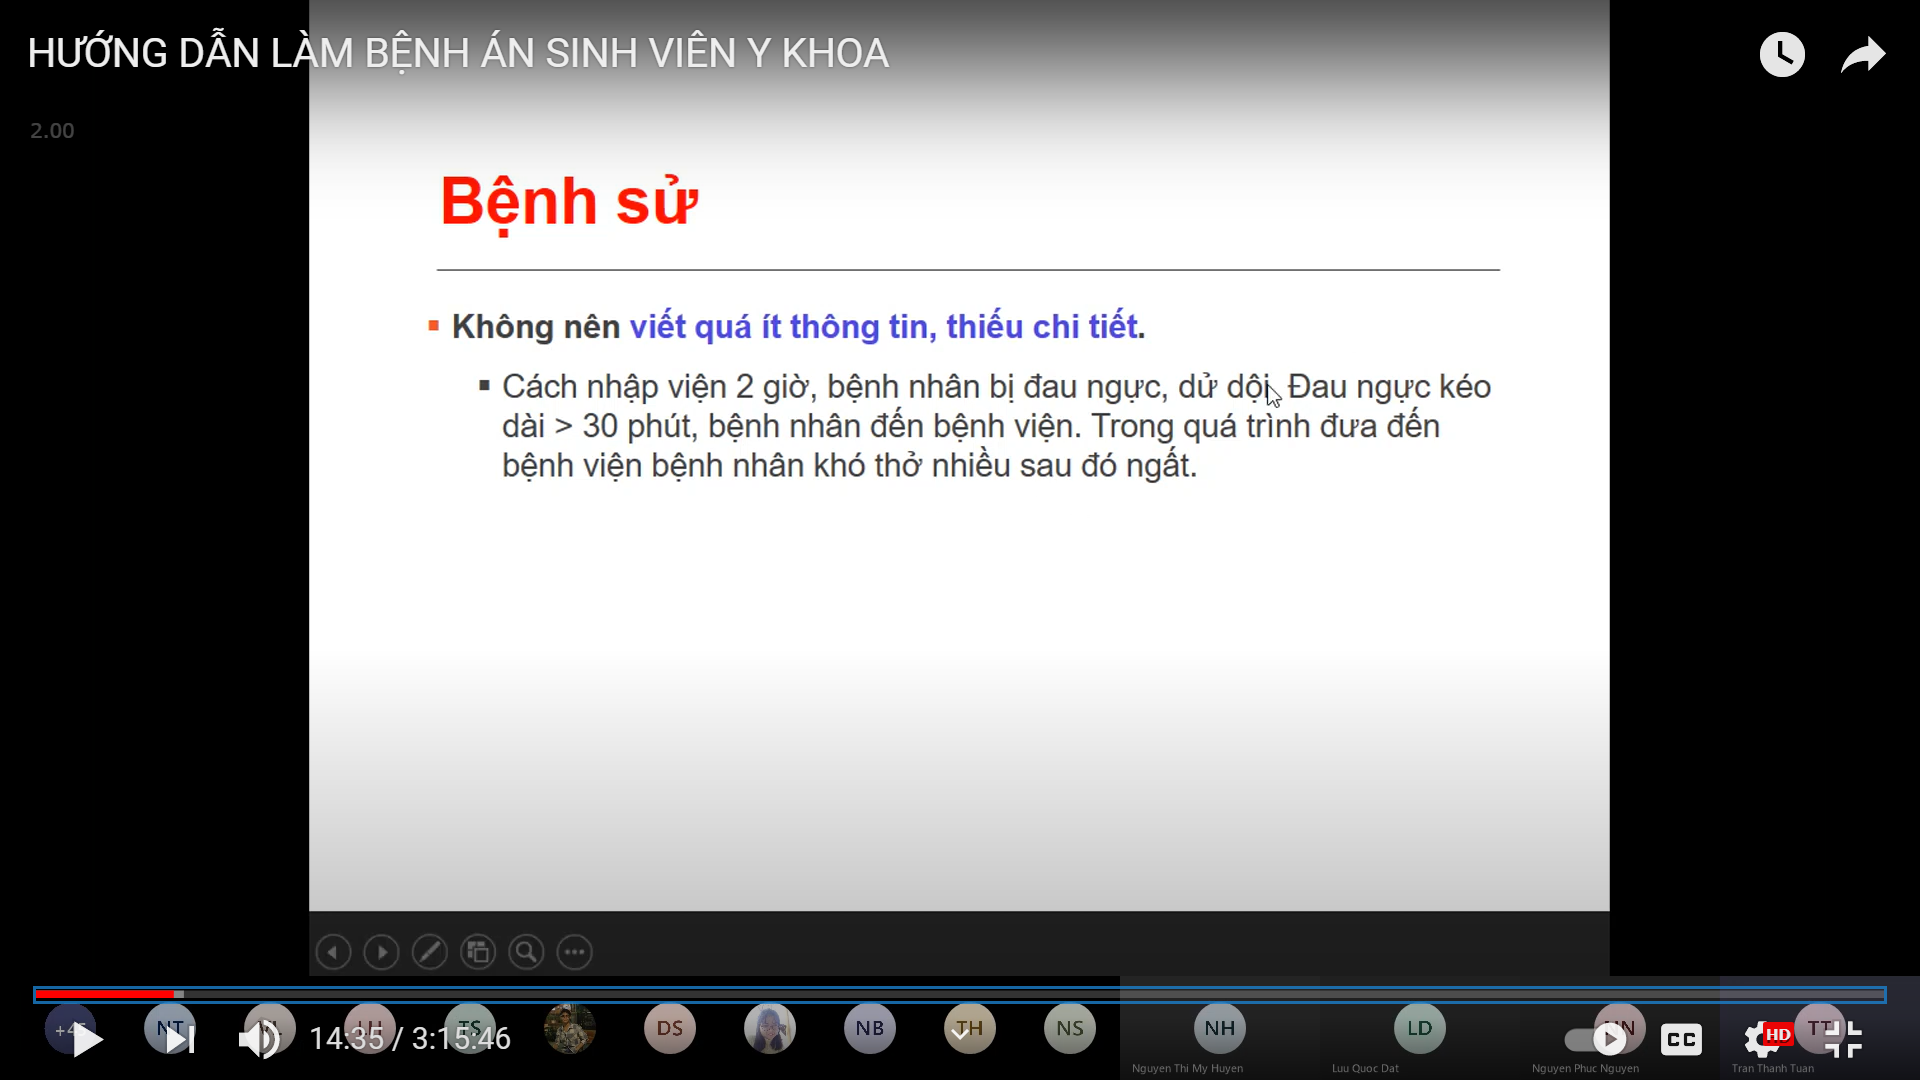 HƯỚNG DẪN LÀM BỆNH ÁN SINH VIÊN Y KHOA
2.00
Bệnh sử
Không nên viết quá ít thông tin, thiếu chi tiết.
Cách nhập viện 2 giờ, bệnh nhân bị đau ngực, dử dội. Đau ngực kéo
dài > 30 phút, bệnh nhân đến bệnh viện. Trong quá trình đưa đến
bệnh viện bệnh nhân khó thở nhiều sau đó ngất.
NT LH TS DS NB TH NS NH LD TT
14:35 / 3:15:46
CC HD
Nguyen Thi My Huyen Luu Quoc Dat Nguyen Phuc Nguyen Tran Thanh Tuan